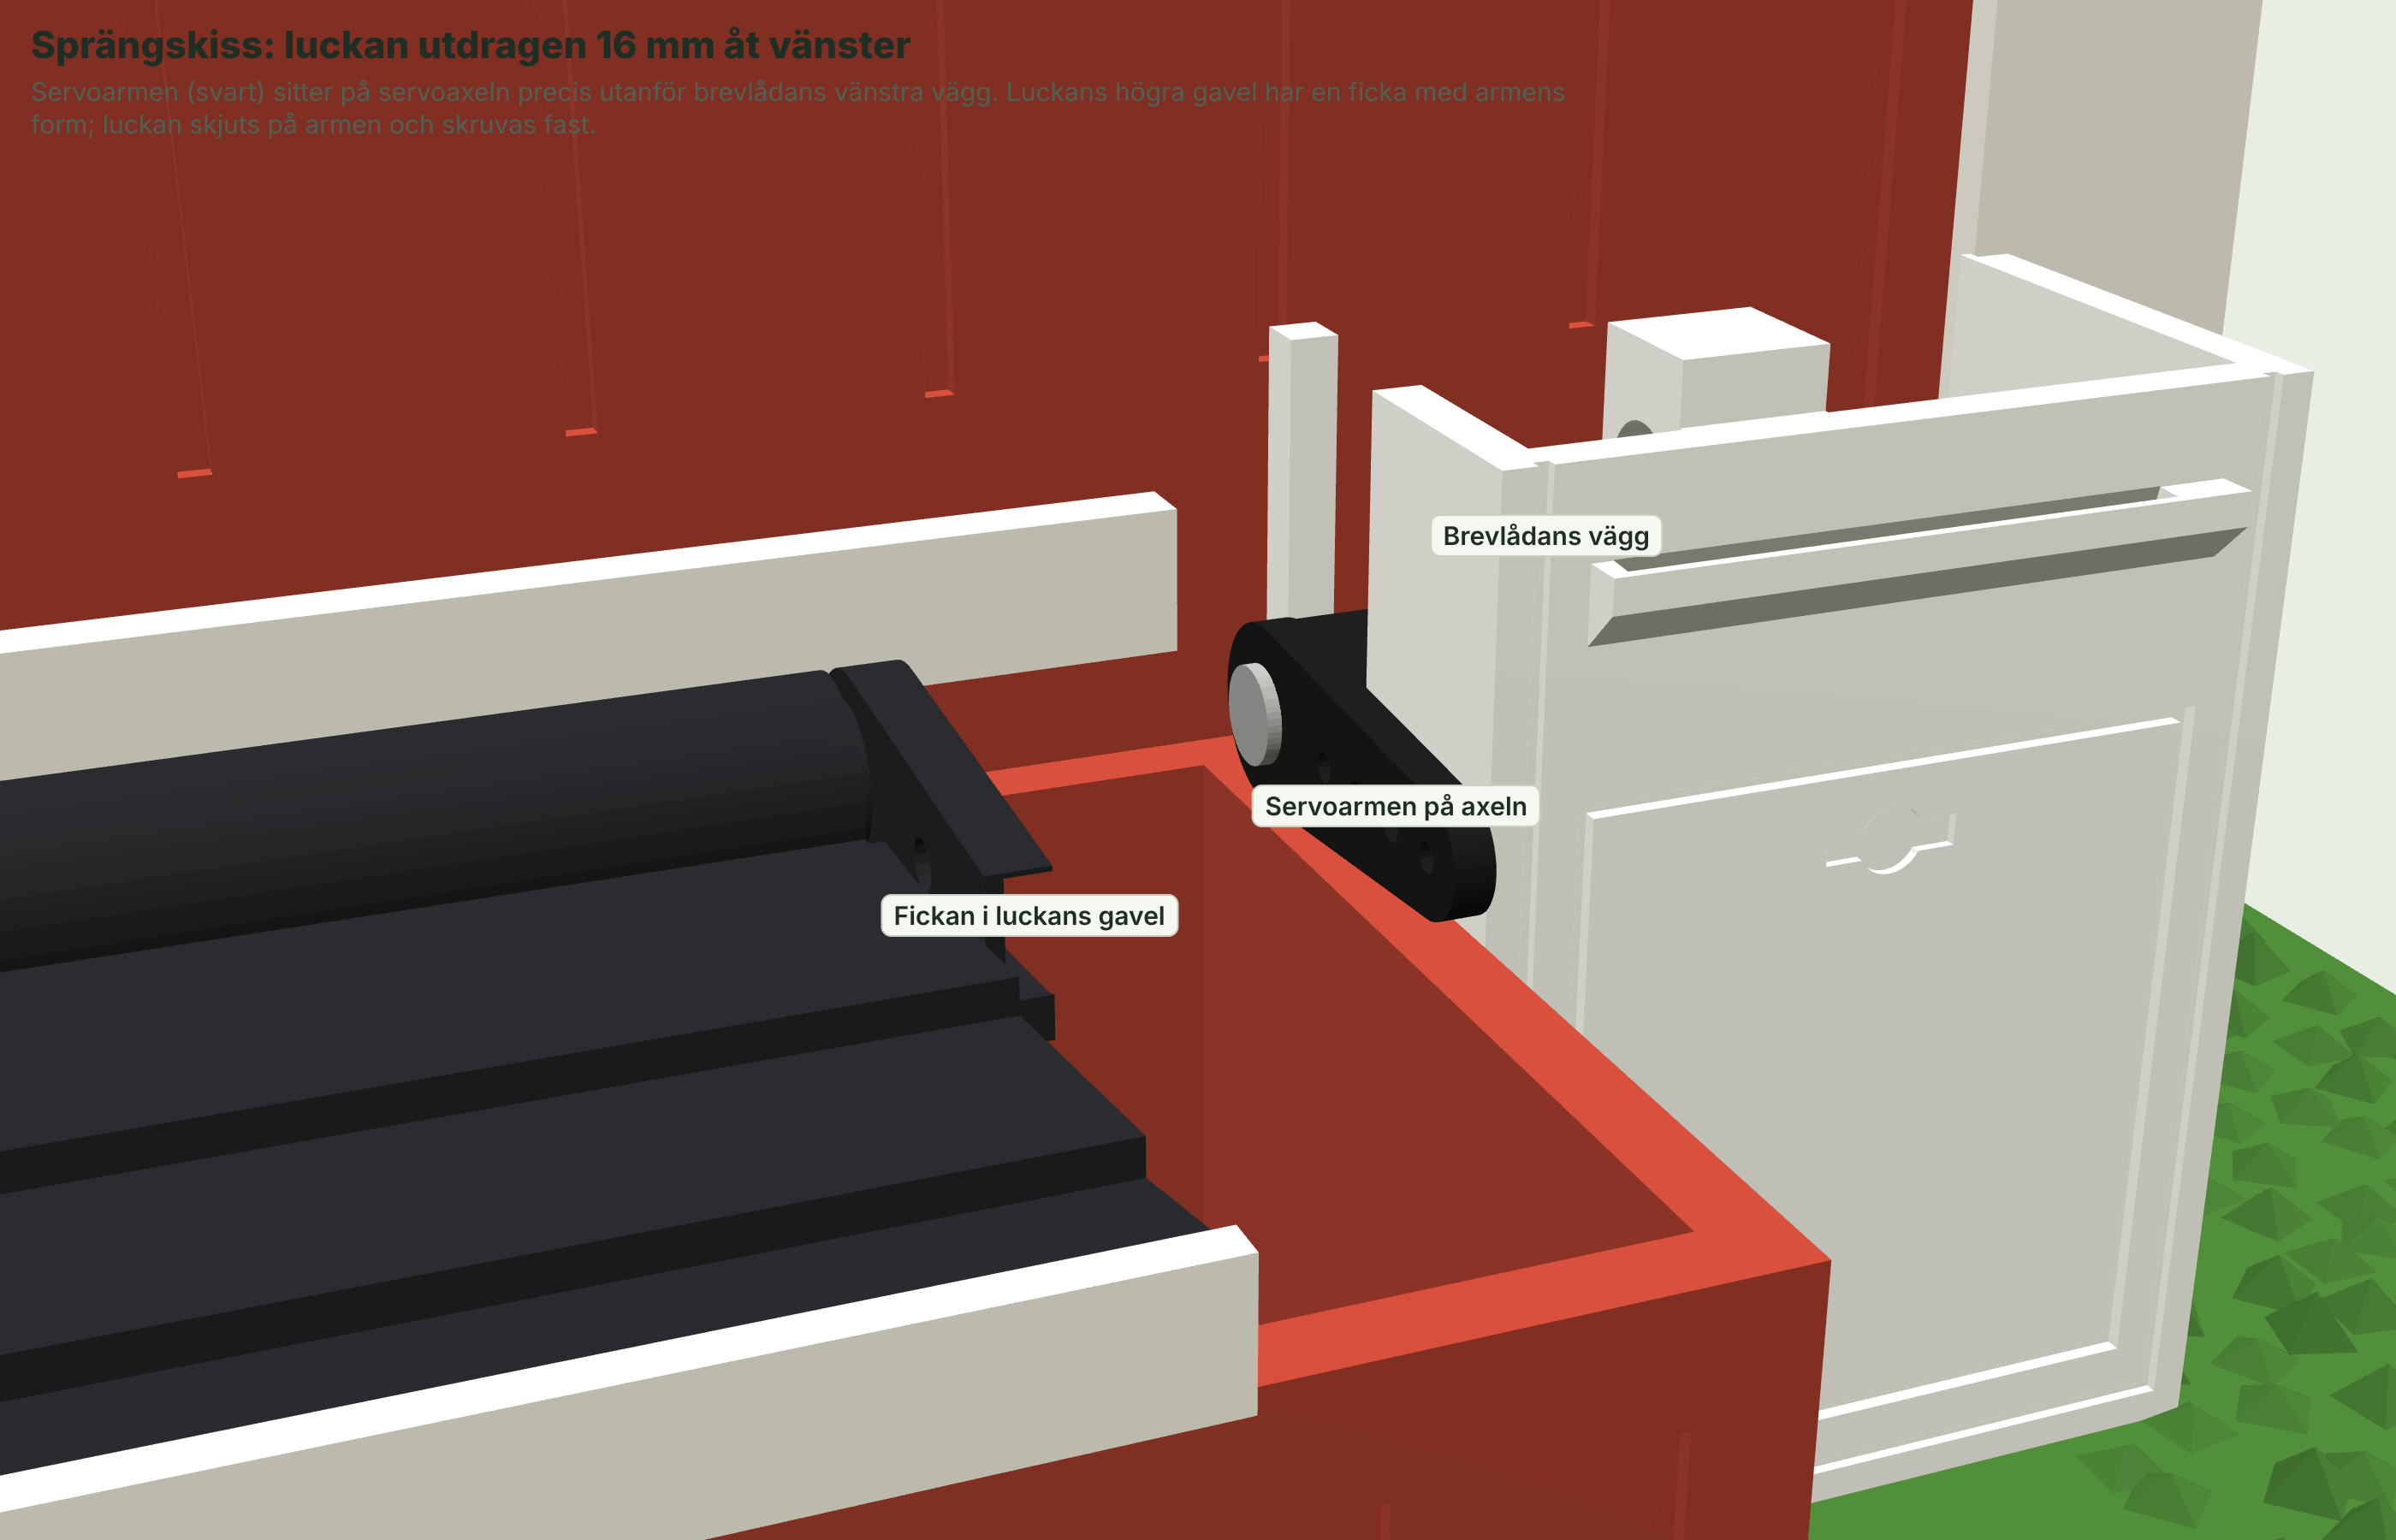 Sprängskiss: luckan utdragen 16 mm åt vänster
Servoarmen (svart) sitter på servoaxeln precis utanför brevlådans vänstra vägg. Luckans högra gavel har en ficka med armens
form; luckan skjuts på armen och skruvas fast.
Brevlådans vägg
Servoarmen på axeln
Fickan i luckans gavel